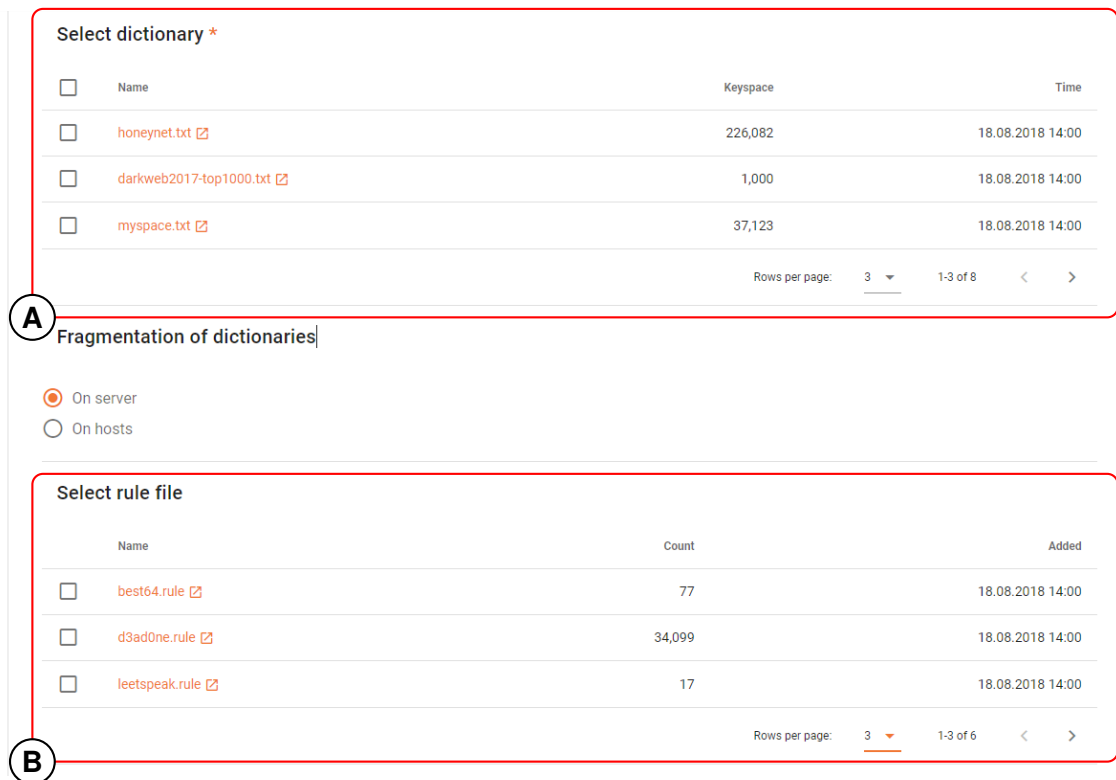 Select dictionary *
Name Keyspace Time
honeynet.txt 226,082 18.08.2018 14:00
darkweb2017-top1000.txt 1,000 18.08.2018 14:00
myspace.txt 37,123 18.08.2018 14:00
Rows per page: 3 1-3 of 8
A
Fragmentation of dictionaries
On server
On hosts
Select rule file
Name Count Added
best64.rule 77 18.08.2018 14:00
d3ad0ne.rule 34,099 18.08.2018 14:00
leetspeak.rule 17 18.08.2018 14:00
Rows per page: 3 1-3 of 6
B